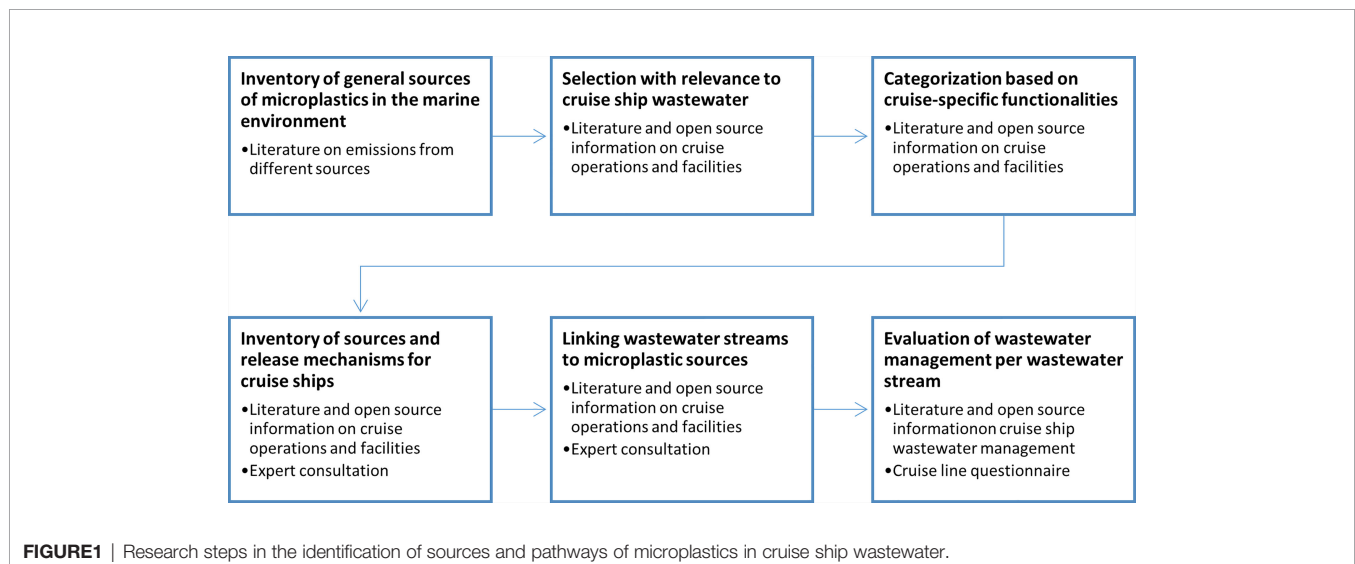 Inventory of general sources
of microplastics in the marine
environment
•Literature on emissions from
different sources
Selection with relevance to
cruise ship wastewater
•Literature and open source
information on cruise
operations and facilities
Categorization based on
cruise-specific functionalities
•Literature and open source
information on cruise
operations and facilities
Inventory of sources and
release mechanisms for
cruise ships
•Literature and open source
information on cruise
operations and facilities
•Expert consultation
Linking wastewater streams
to microplastic sources
•Literature and open source
information on cruise
operations and facilities
•Expert consultation
Evaluation of wastewater
management per wastewater
stream
•Literature and open source
informationon cruise ship
wastewater management
•Cruise line questionnaire
FIGURE1 | Research steps in the identification of sources and pathways of microplastics in cruise ship wastewater.